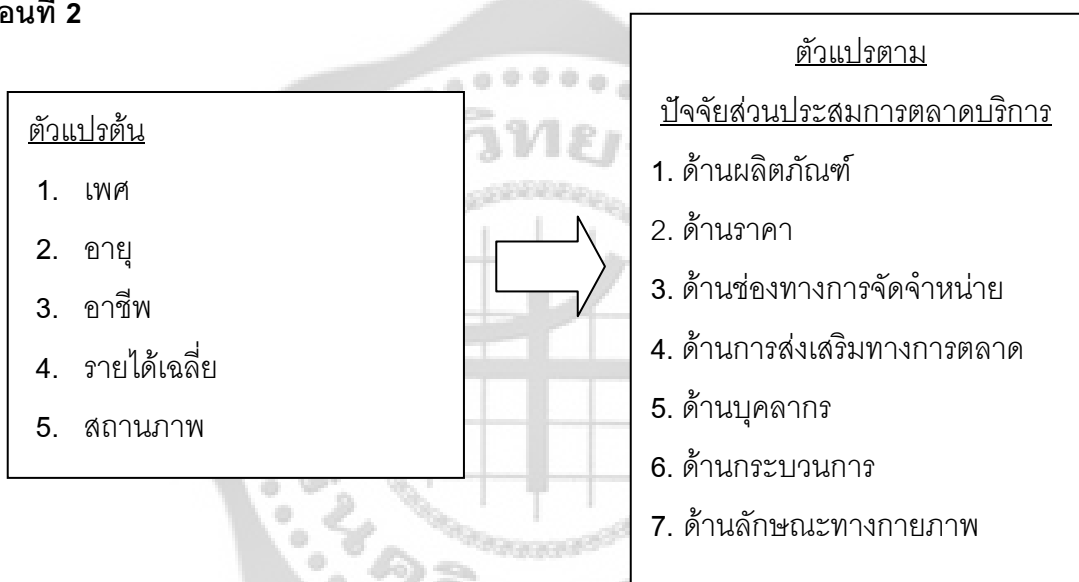 อนที่ 2
ตัวแปรต้น
1. เพศ
2. อายุ
3. อาชีพ
4. รายได้เฉลี่ย
5. สถานภาพ
ตัวแปรตาม
ปัจจัยส่วนประสมการตลาดบริการ
1. ด้านผลิตภัณฑ์
2. ด้านราคา
3. ด้านช่องทางการจัดจำหน่าย
4. ด้านการส่งเสริมทางการตลาด
5. ด้านบุคลากร
6. ด้านกระบวนการ
7. ด้านลักษณะทางกายภาพ